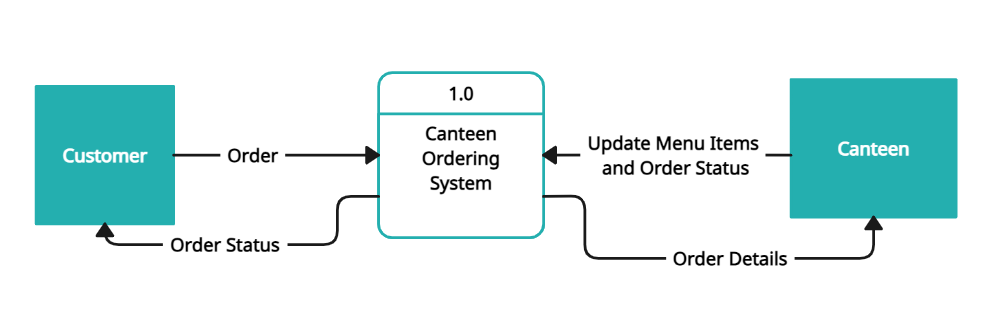 1.0
Customer
Order
Canteen
Ordering
System
Update Menu Items
and Order Status
Canteen
Order Status
Order Details